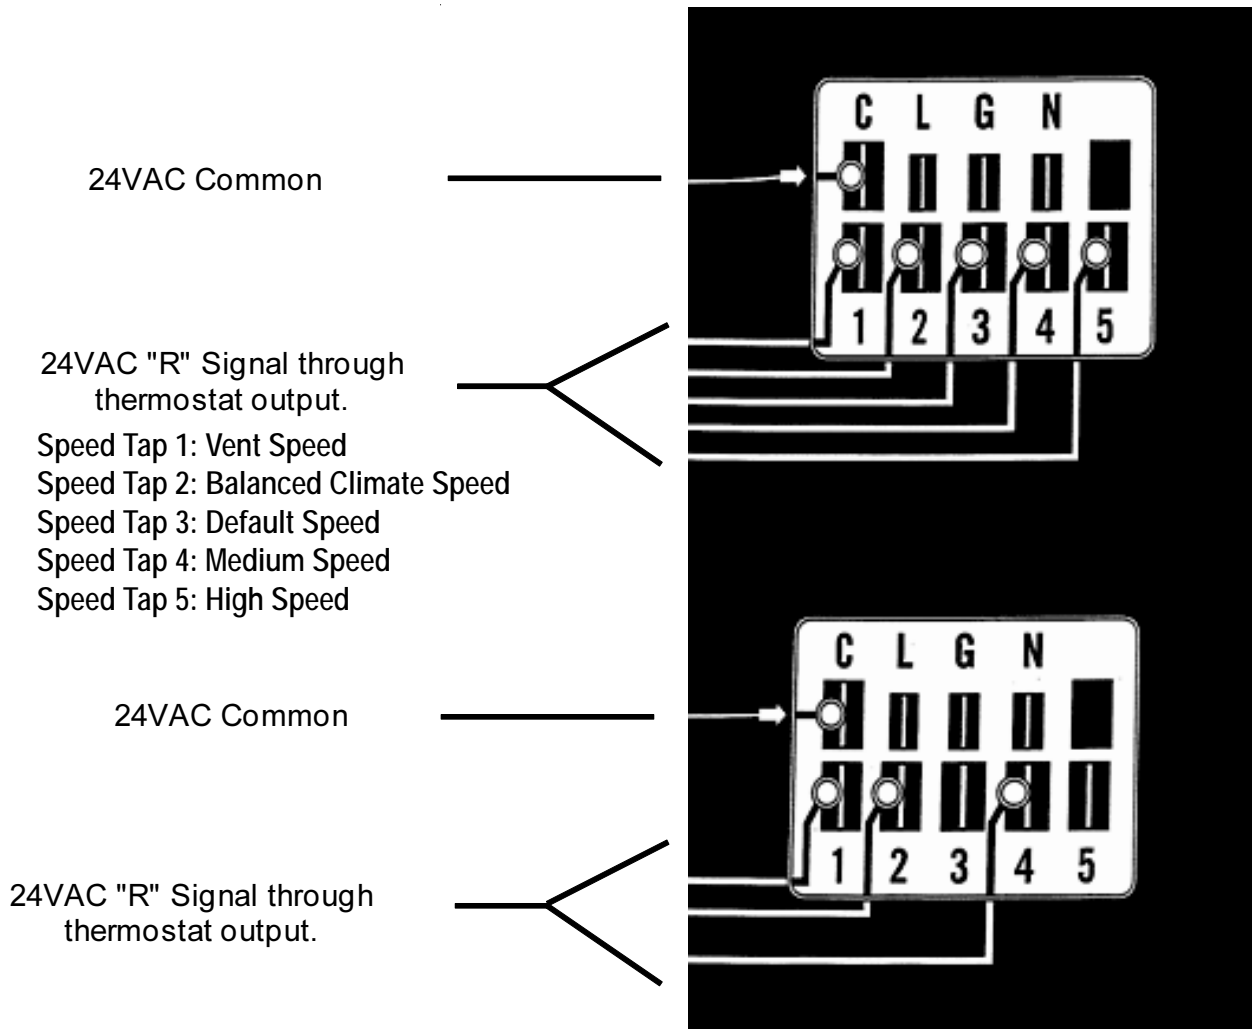 C L G N
24VAC Common
1 2 3 4 5
24VAC "R" Signal through
thermostat output.
Speed Tap 1: Vent Speed
Speed Tap 2: Balanced Climate Speed
Speed Tap 3: Default Speed
Speed Tap 4: Medium Speed
Speed Tap 5: High Speed
C L G N
24VAC Common
1 2 3 4 5
24VAC "R" Signal through
thermostat output.